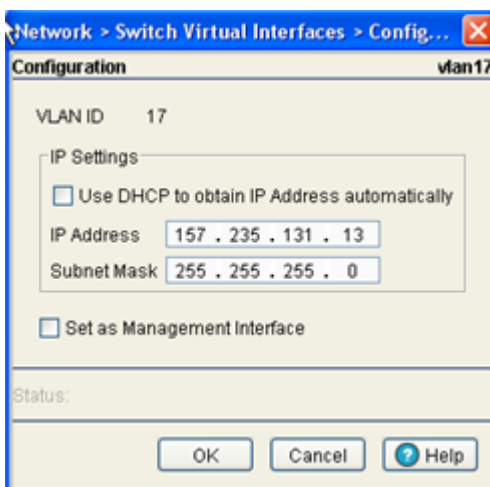 Network > Switch Virtual Interfaces > Config...
Configuration vlan17
VLAN ID 17
IP Settings
Use DHCP to obtain IP Address automatically
IP Address 157 . 235 . 131 . 13
Subnet Mask 255 . 255 . 255 . 0
Set as Management Interface
Status:
OK Cancel ? Help